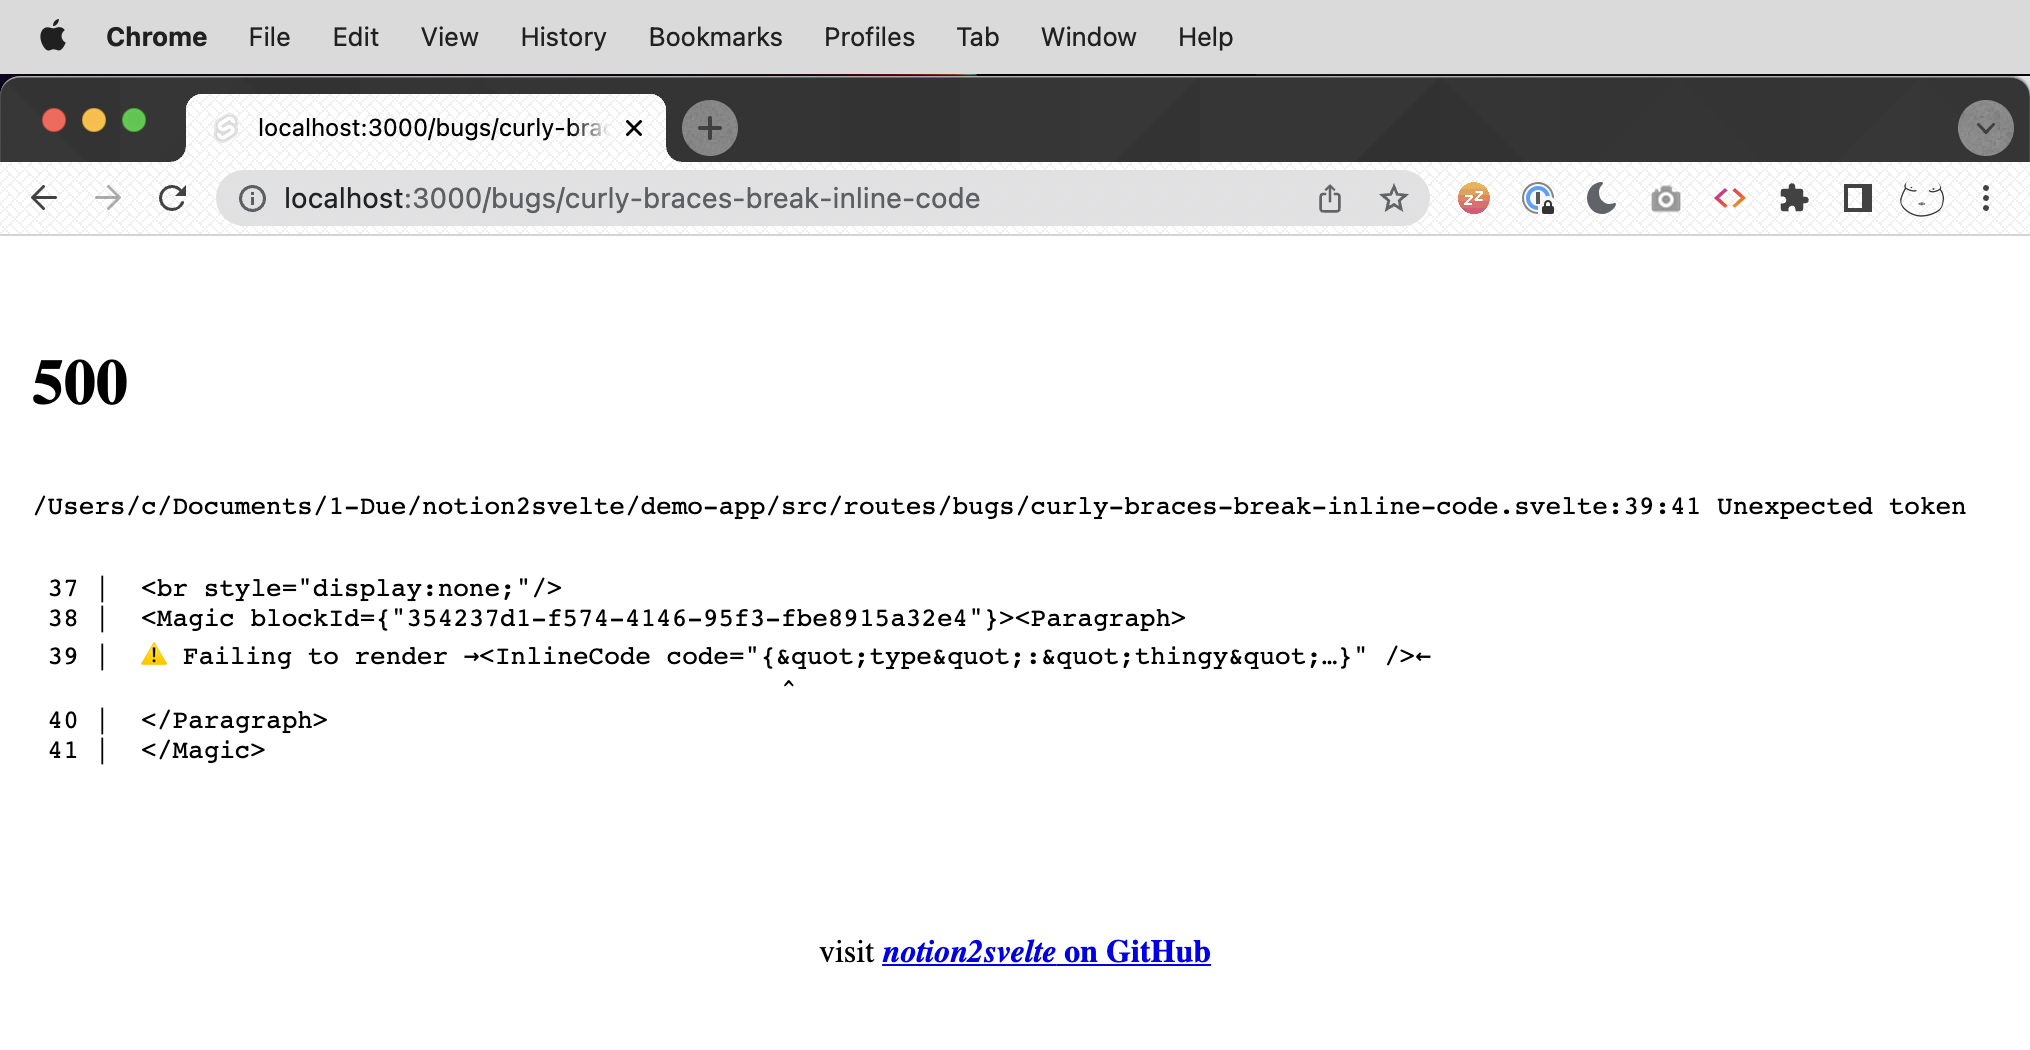 Chrome File Edit View History Bookmarks Profiles Tab Window Help
localhost:3000/bugs/curly-bra
localhost:3000/bugs/curly-braces-break-inline-code
500
/Users/c/Documents/1-Due/notion2svelte/demo-app/src/routes/bugs/curly-braces-break-inline-code.svelte:39:41 Unexpected token
37 | <br style="display:none;"/>
38 | <Magic blockId={"354237d1-f574-4146-95f3-fbe8915a32e4"}><Paragraph>
39 | ⚠️ Failing to render →<InlineCode code="{&quot;type&quot;:&quot;thingy&quot;…}" />←
^
40 | </Paragraph>
41 | </Magic>
visit notion2svelte on GitHub